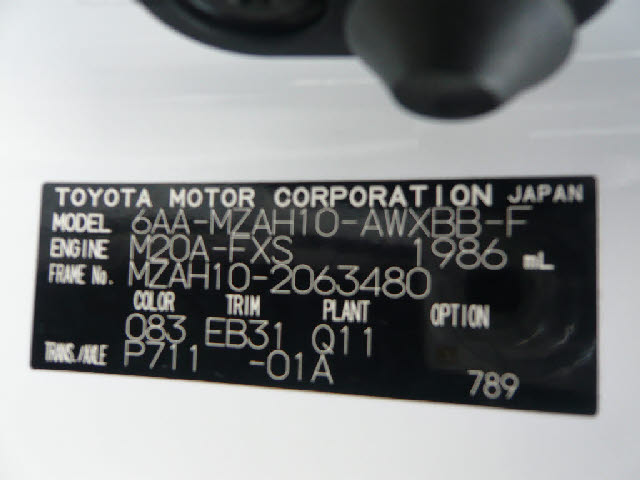 TOYOTA MOTOR CORPORATION JAPAN
MODEL 6AA-MZAH10-AWXBB-F
ENGINE M20A-FXS 1986 mL
FRAME No. MZAH10-2063480
COLOR TRIM PLANT OPTION
083 EB31 Q11
TRANS./AXLE P711 -01A
789